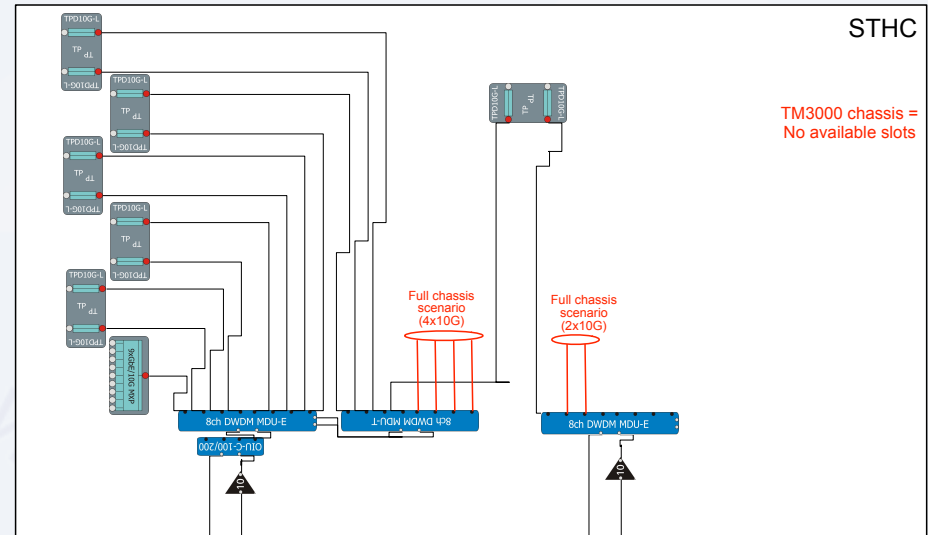 STHC
TM3000 chassis =
No available slots
TPD10G-L
TP
TP
TPD10G-L
TPD10G-L
TP
TP
TPD10G-L
TPD10G-L
TP
TP
TPD10G-L
TPD10G-L
TP
TP
TPD10G-L
TPD10G-L
TP
TP
TPD10G-L
9xGbE/10G MXP
TPD10G-L
TP
TP
TPD10G-L
Full chassis
scenario
(4x10G)
Full chassis
scenario
(2x10G)
8ch DWDM MDU-E
8ch DWDM MDU-T
8ch DWDM MDU-E
OIU-C-100/200
-10
-10